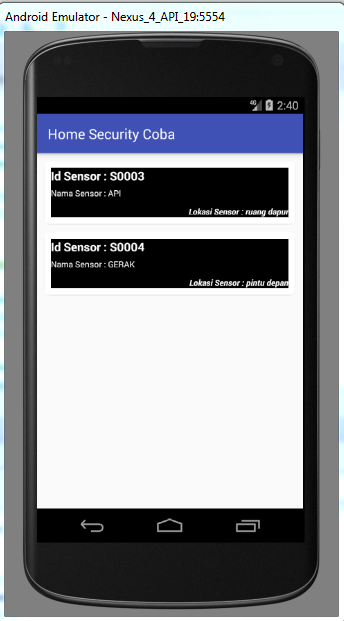 Android Emulator - Nexus_4_API_19:5554
4G 2:40
Home Security Coba
Id Sensor : S0003
Nama Sensor : API
Lokasi Sensor : ruang dapur
Id Sensor : S0004
Nama Sensor : GERAK
Lokasi Sensor : pintu depan